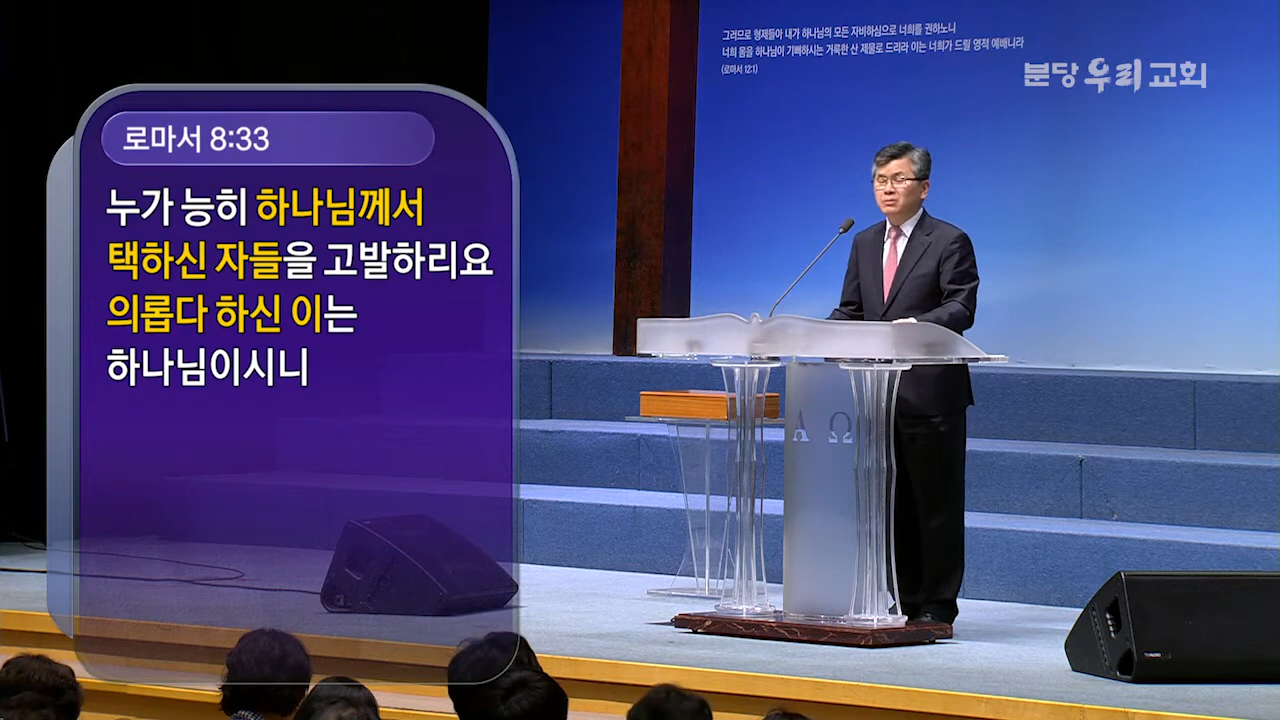 그러므로 형제들아 내가 하나님의 모든 자비하심으로 너희를 권하노니
너희 몸을 하나님이 기뻐하시는 거룩한 산 제물로 드리라 이는 너희가 드릴 영적 예배니라
(로마서 12:1)
분당우리교회
로마서 8:33
누가 능히 하나님께서
택하신 자들을 고발하리요
의롭다 하신 이는
하나님이시니
Α Ω